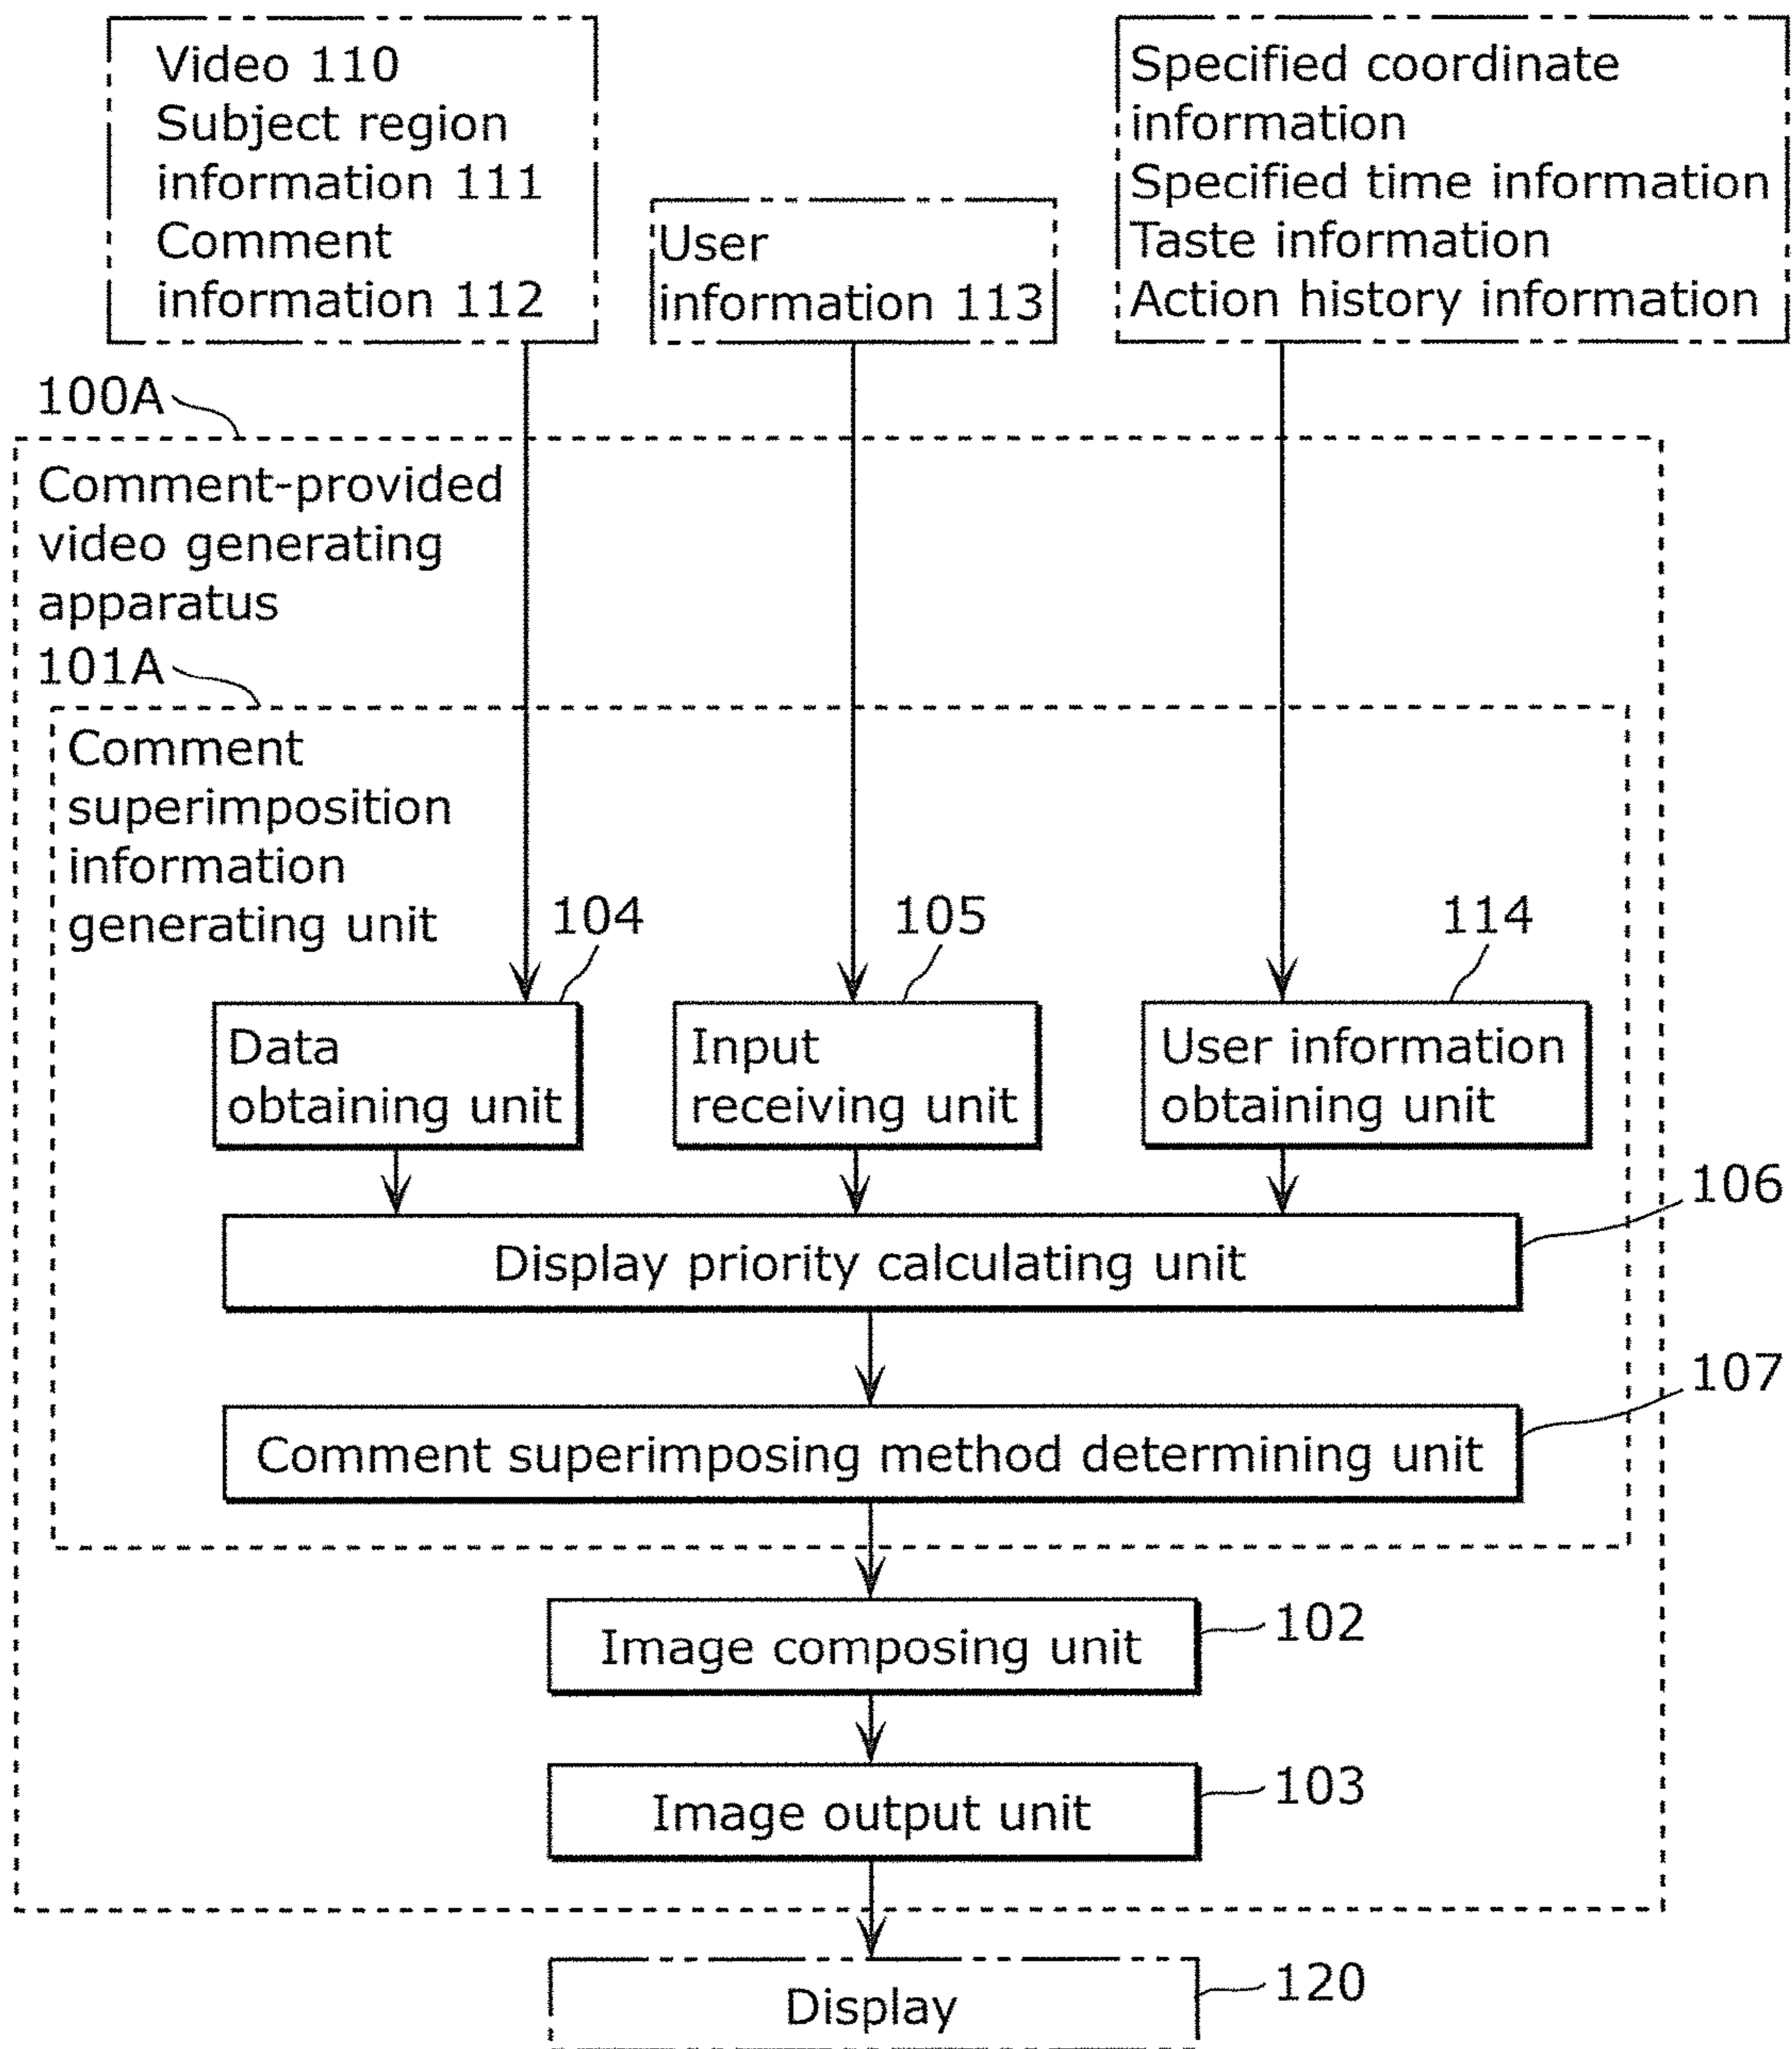 Video 110
Subject region
information 111
Comment
information 112
User
information 113
Specified coordinate
information
Specified time information
Taste information
Action history information
100A
Comment-provided
video generating
apparatus
101A
Comment
superimposition
information
generating unit
104
105
114
Data
obtaining unit
Input
receiving unit
User information
obtaining unit
106
Display priority calculating unit
107
Comment superimposing method determining unit
102
Image composing unit
103
Image output unit
120
Display